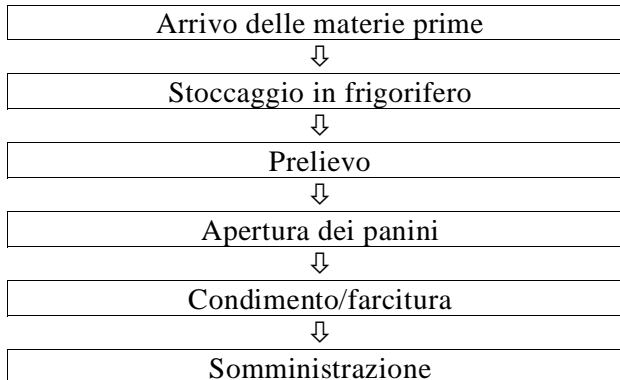 Arrivo delle materie prime
⇩
Stoccaggio in frigorifero
⇩
Prelievo
⇩
Apertura dei panini
⇩
Condimento/farcitura
⇩
Somministrazione